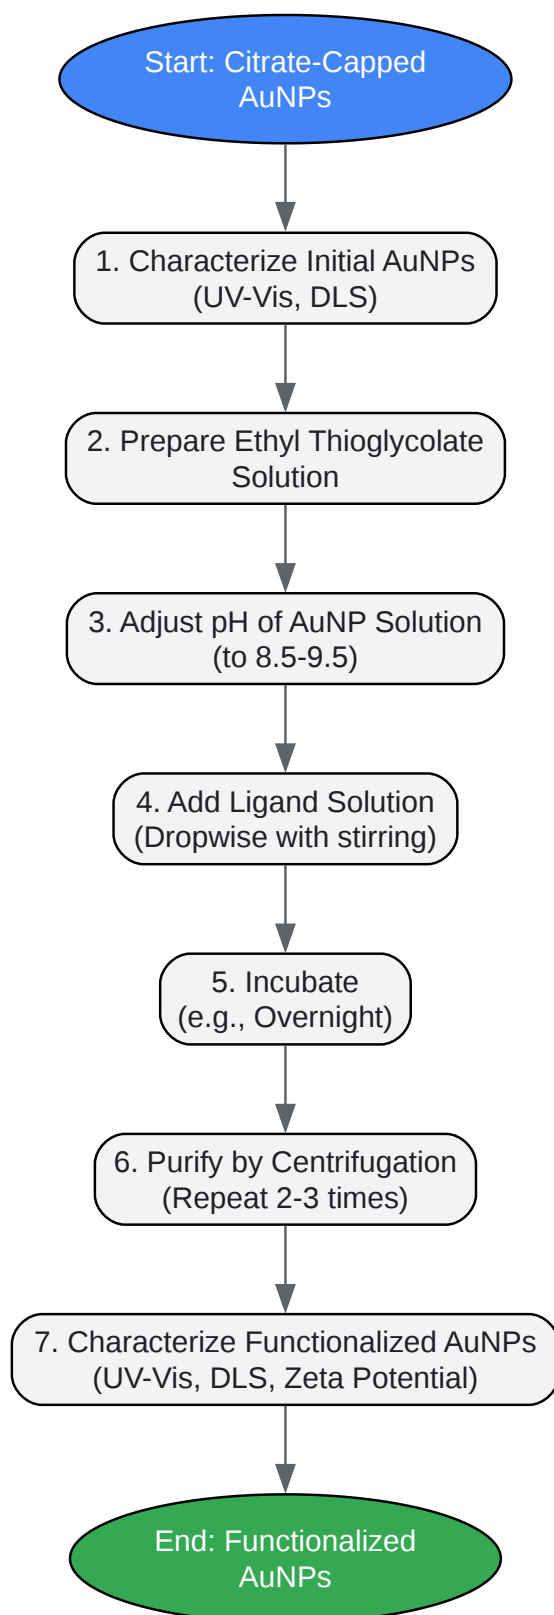 Start: Citrate-Capped
AuNPs
1. Characterize Initial AuNPs
(UV-Vis, DLS)
2. Prepare Ethyl Thioglycolate
Solution
3. Adjust pH of AuNP Solution
(to 8.5-9.5)
4. Add Ligand Solution
(Dropwise with stirring)
5. Incubate
(e.g., Overnight)
6. Purify by Centrifugation
(Repeat 2-3 times)
7. Characterize Functionalized AuNPs
(UV-Vis, DLS, Zeta Potential)
End: Functionalized
AuNPs